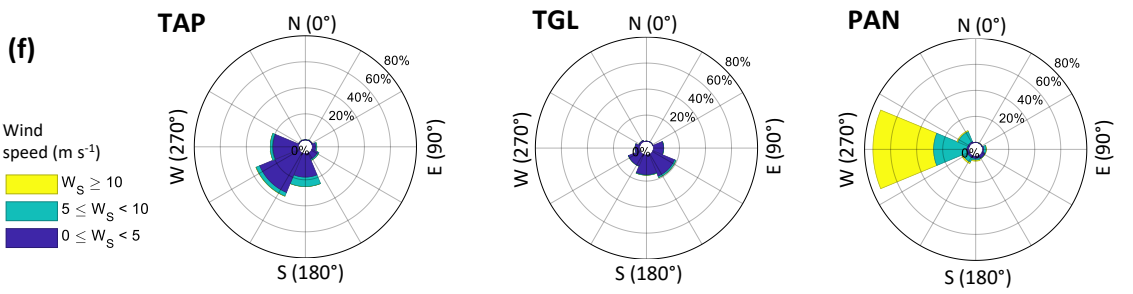 (f)
TAP
N (0°)
80%
60%
40%
20%
0%
W (270°)
E (90°)
S (180°)
TGL
N (0°)
80%
60%
40%
20%
0%
W (270°)
E (90°)
S (180°)
PAN
N (0°)
80%
60%
40%
20%
0%
W (270°)
E (90°)
S (180°)
Wind
speed (m s⁻¹)
W_S ≥ 10
5 ≤ W_S < 10
0 ≤ W_S < 5